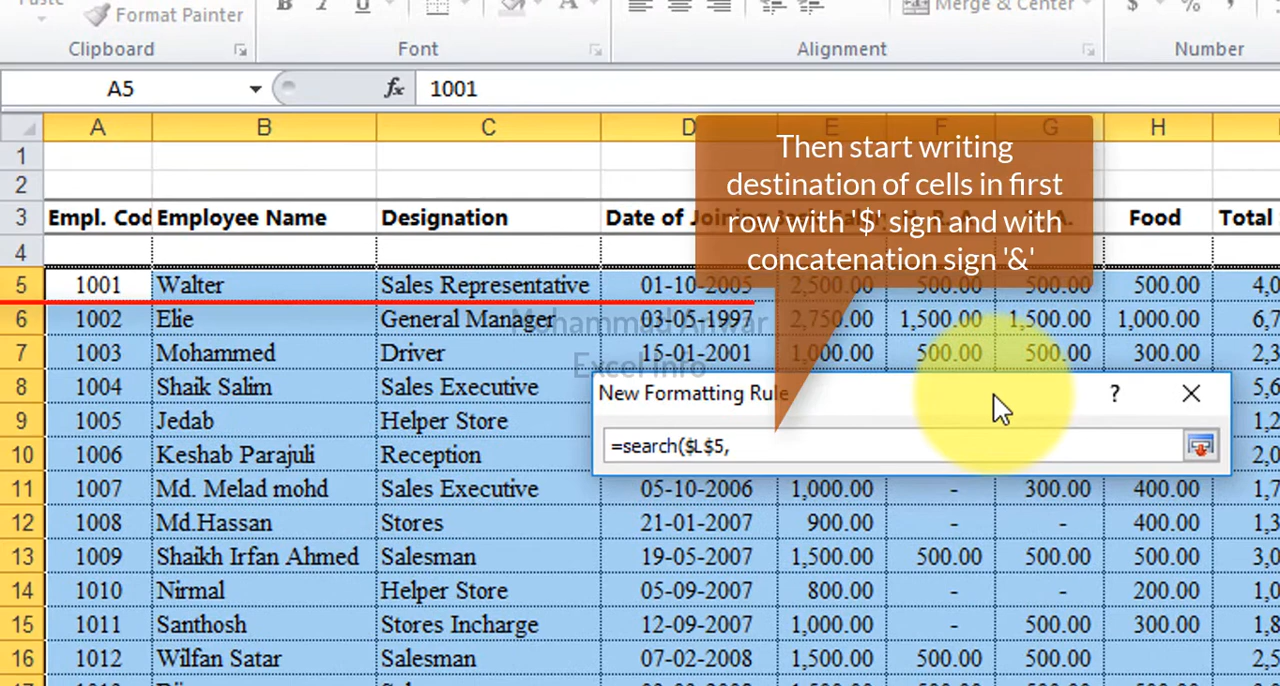 Format Painter
B I U A Merge & Center $ % ,
Clipboard Font Alignment Number
A5 fx 1001
A B C D E F G H
Then start writing
destination of cells in first
row with '$' sign and with
concatenation sign '&'
1
2
3 Empl. Cod Employee Name Designation Date of Joining Food Total
4
5 1001 Walter Sales Representative 01-10-2005 2,500.00 500.00 500.00 500.00 4,0
6 1002 Elie General Manager 03-05-1997 2,750.00 1,500.00 1,500.00 1,000.00 6,7
Mohammad Anwar
7 1003 Mohammed Driver 15-01-2001 1,000.00 500.00 500.00 300.00 2,3
Excel info
8 1004 Shaik Salim Sales Executive 5,6
New Formatting Rule ?
9 1005 Jedab Helper Store 1,2
=search($L$5,
10 1006 Keshab Parajuli Reception 2,0
11 1007 Md. Melad mohd Sales Executive 05-10-2006 1,000.00 - 300.00 400.00 1,7
12 1008 Md.Hassan Stores 21-01-2007 900.00 - - 400.00 1,3
13 1009 Shaikh Irfan Ahmed Salesman 19-05-2007 1,500.00 500.00 500.00 500.00 3,0
14 1010 Nirmal Helper Store 05-09-2007 800.00 - - 200.00 1,0
15 1011 Santhosh Stores Incharge 12-09-2007 1,000.00 - 500.00 300.00 1,8
16 1012 Wilfan Satar Salesman 07-02-2008 1,500.00 500.00 500.00 2,5